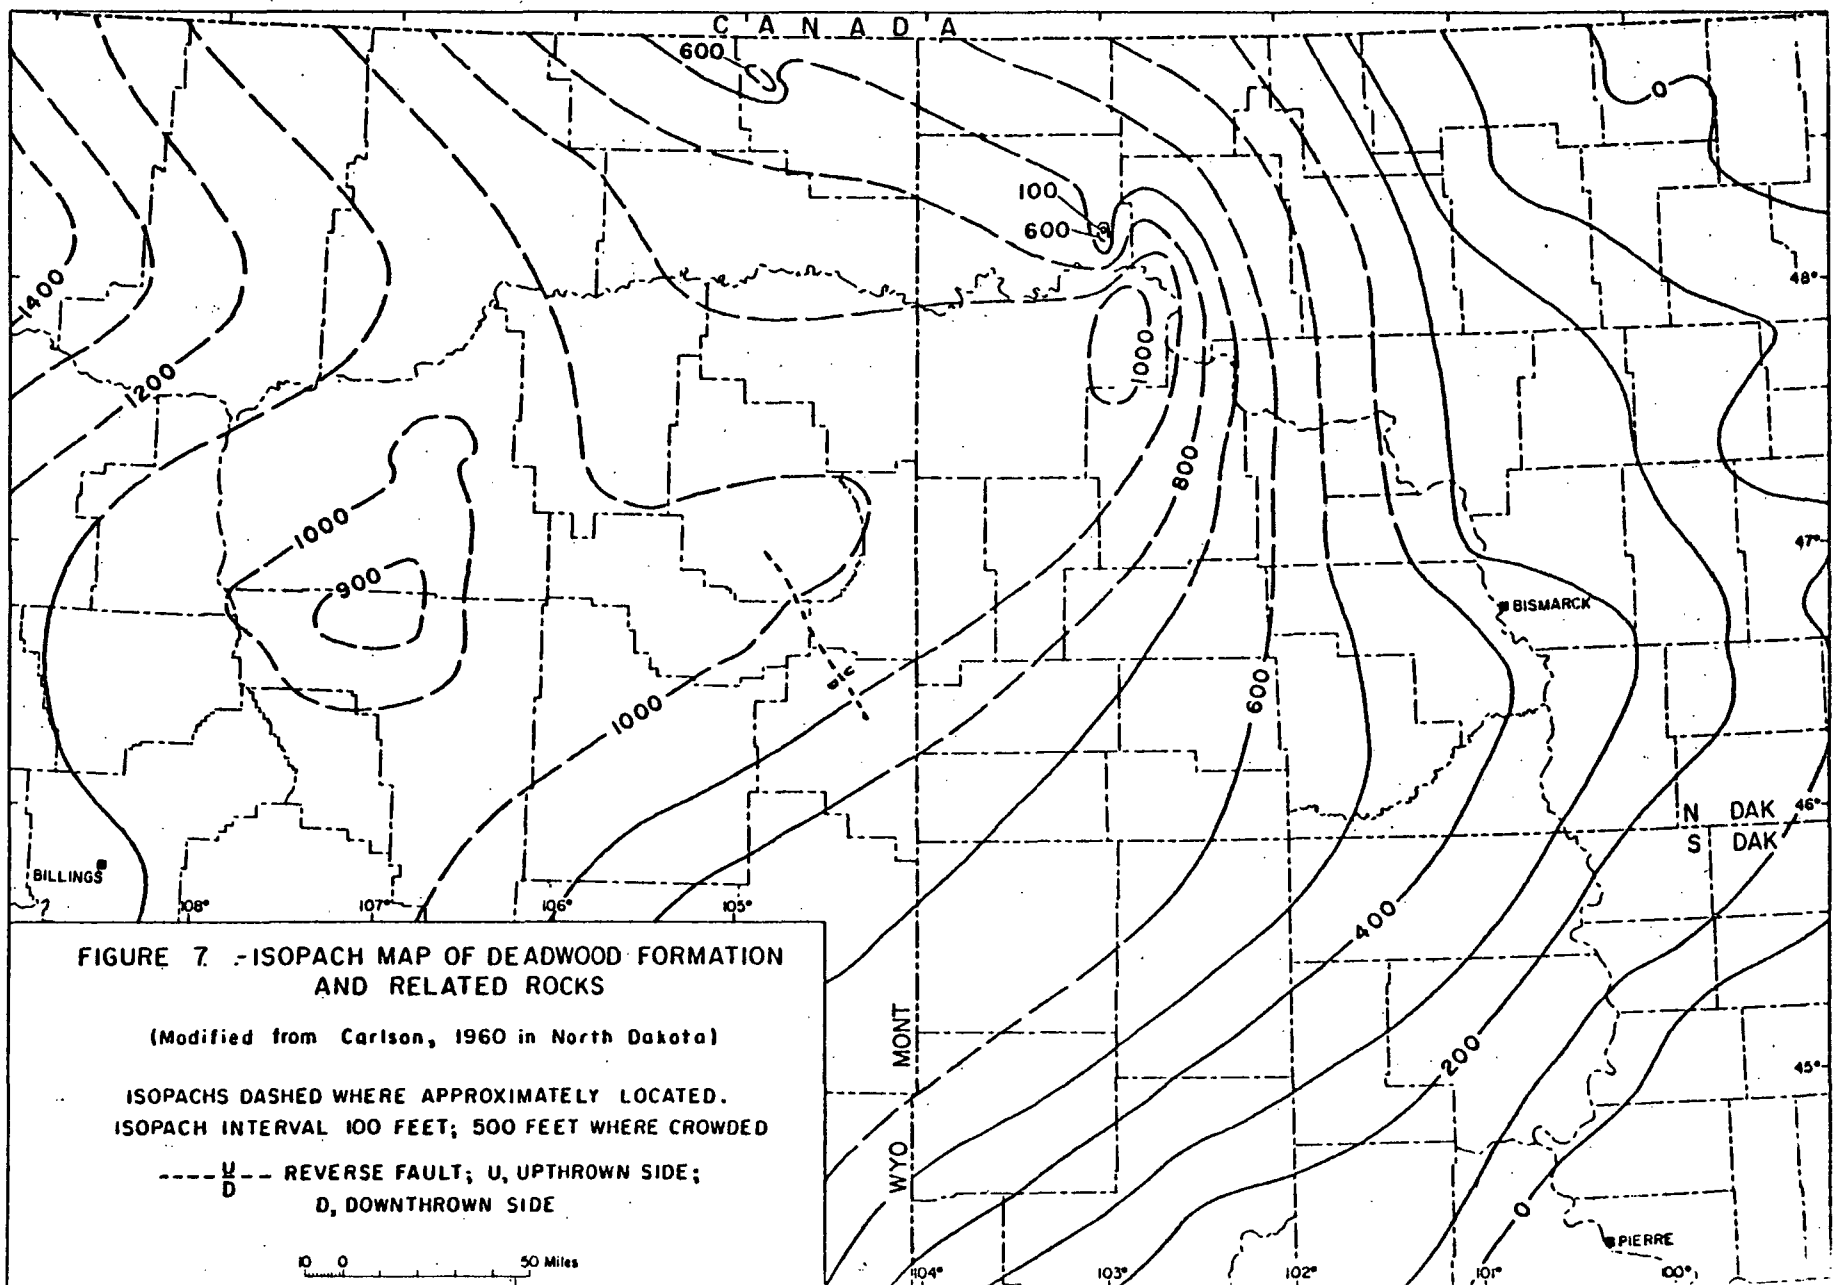 CANADA
600
0
100
600
48°
1400
1000
1200
800
1000
47°
900
BISMARCK
U
D
600
1000
N DAK
46°
S DAK
BILLINGS
400
108°
107°
106°
105°
FIGURE 7. - ISOPACH MAP OF DEADWOOD FORMATION
AND RELATED ROCKS
(Modified from Carlson, 1960 in North Dakota)
MONT
WYO
200
45°
ISOPACHS DASHED WHERE APPROXIMATELY LOCATED.
ISOPACH INTERVAL 100 FEET; 500 FEET WHERE CROWDED
----U/D-- REVERSE FAULT; U, UPTHROWN SIDE;
D, DOWNTHROWN SIDE
0
PIERRE
10 0 50 Miles
104°
103°
102°
101°
100°